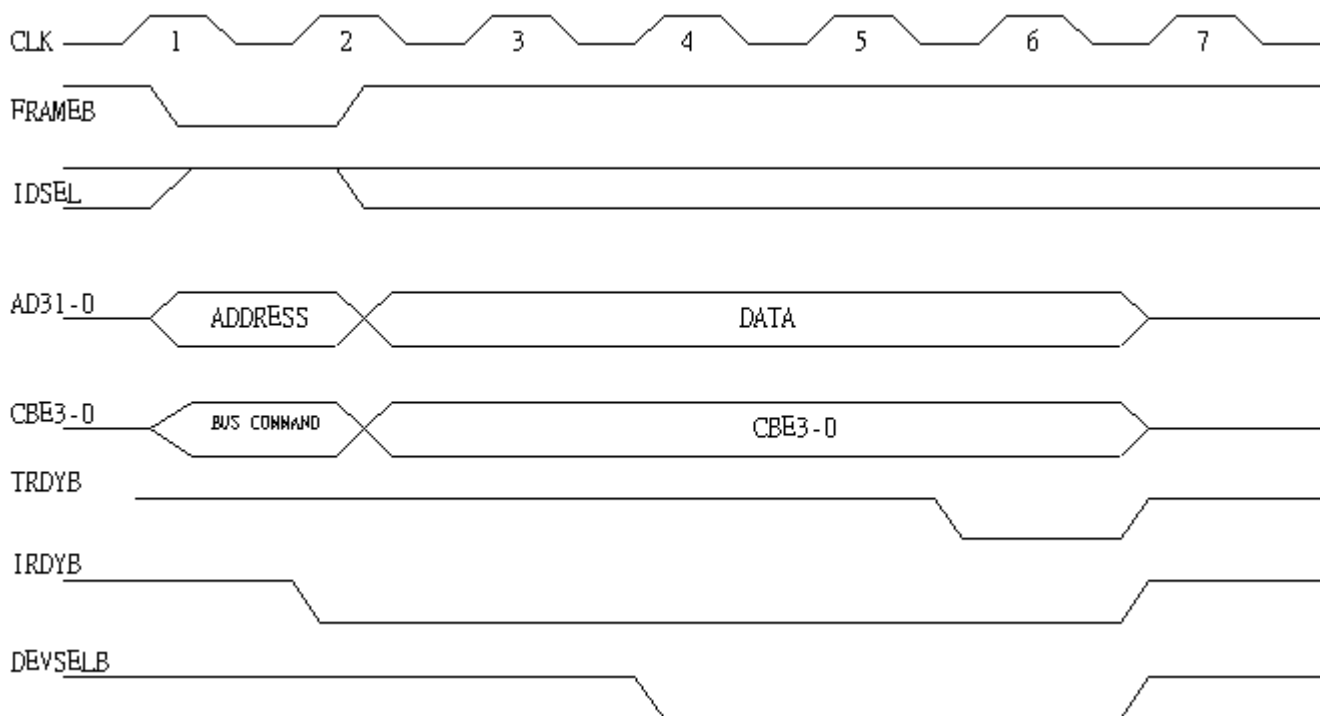 CLK 1 2 3 4 5 6 7
FRAMEB
IDSEL
AD31-0 ADDRESS DATA
CBE3-0 BUS COMMAND CBE3-0
TRDYB
IRDYB
DEVSELB